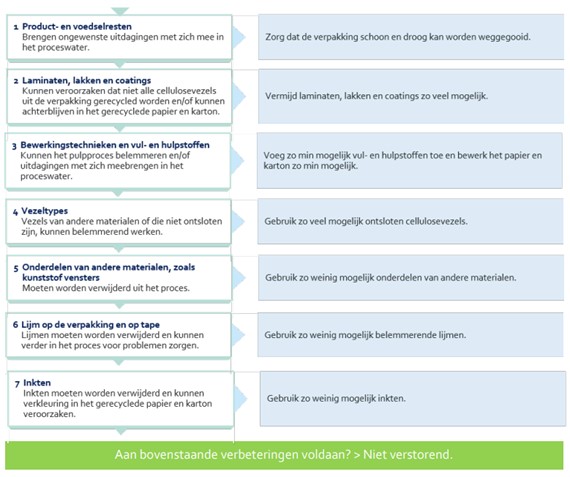 1 Product- en voedselresten
Brengen ongewenste uitdagingen met zich mee in
het proceswater.
Zorg dat de verpakking schoon en droog kan worden weggegooid.
2 Laminaten, lakken en coatings
Kunnen veroorzaken dat niet alle cellulosevezels
uit de verpakking gerecycled worden en/of kunnen
achterblijven in het gerecyclede papier en karton.
Vermijd laminaten, lakken en coatings zo veel mogelijk.
3 Bewerkingstechnieken en vul- en hulpstoffen
Kunnen het pulpproces belemmeren en/of
uitdagingen met zich meebrengen in het
proceswater.
Voeg zo min mogelijk vul- en hulpstoffen toe en bewerk het papier en
karton zo min mogelijk.
4 Vezeltypes
Vezels van andere materialen of die niet ontsloten
zijn, kunnen belemmerend werken.
Gebruik zo veel mogelijk ontsloten cellulosevezels.
5 Onderdelen van andere materialen, zoals
kunststof vensters
Moeten worden verwijderd uit het proces.
Gebruik zo weinig mogelijk onderdelen van andere materialen.
6 Lijm op de verpakking en op tape
Lijmen moeten worden verwijderd en kunnen
verder in het proces voor problemen zorgen.
Gebruik zo weinig mogelijk belemmerende lijmen.
7 Inkten
Inkten moeten worden verwijderd en kunnen
verkleuring in het gerecyclede papier en karton
veroorzaken.
Gebruik zo weinig mogelijk inkten.
Aan bovenstaande verbeteringen voldaan? > Niet verstorend.